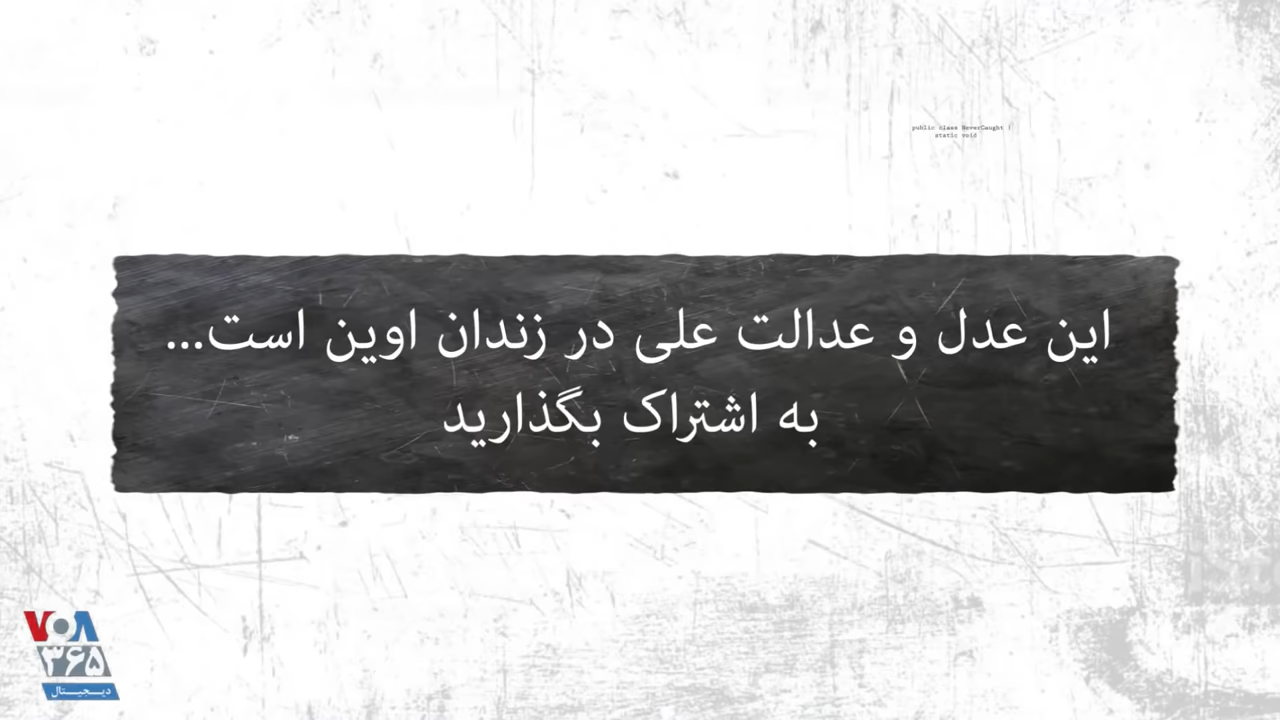 public class NeverCaught {
static void
این عدل و عدالت علی در زندان اوین است...
به اشتراک بگذارید
VOA
۳۶۵
دیجیتال